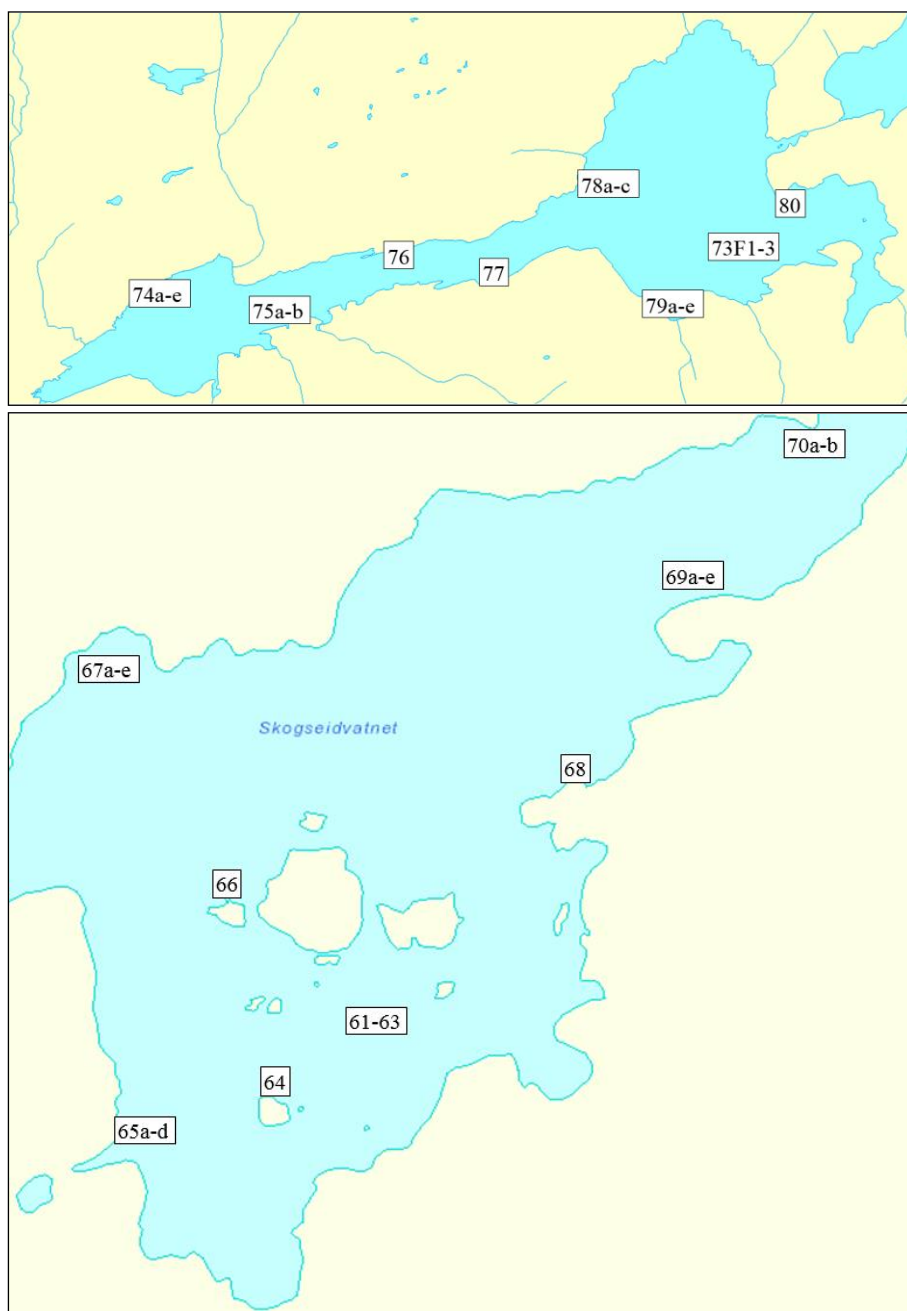 78a-c
80
73F1-3
76
77
74a-e
75a-b
79a-e
70a-b
69a-e
67a-e
Skogseidvatnet
68
66
61-63
64
65a-d